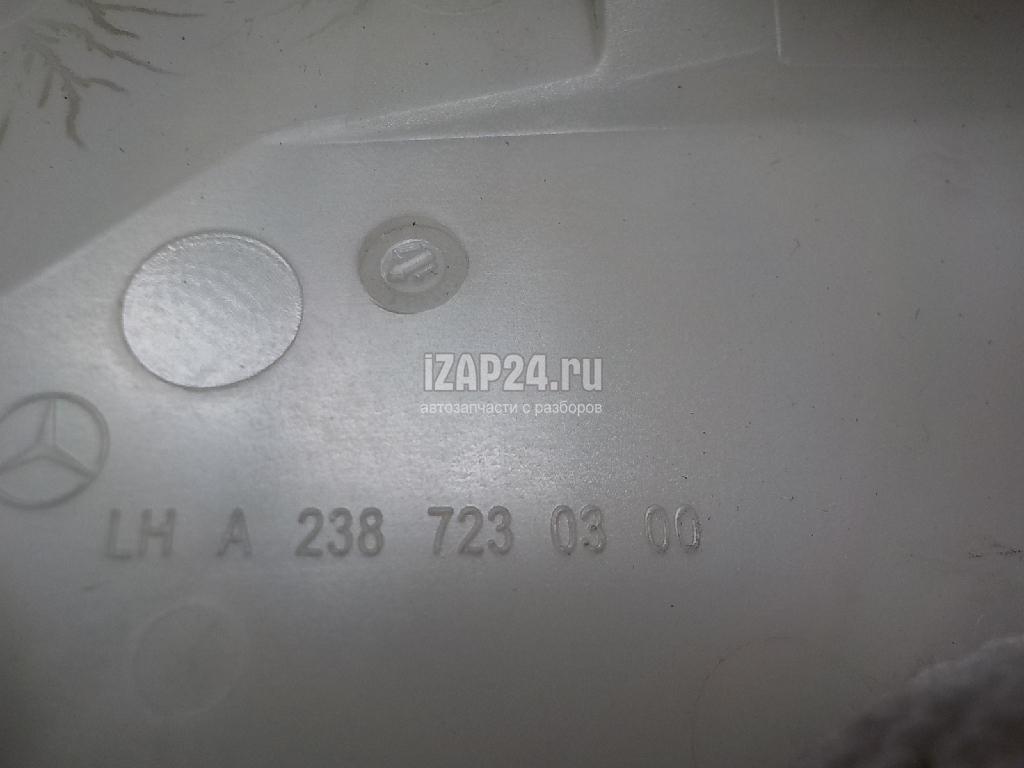 iZAP24.ru
автозапчасти с разборов
LH A 238 723 03 00